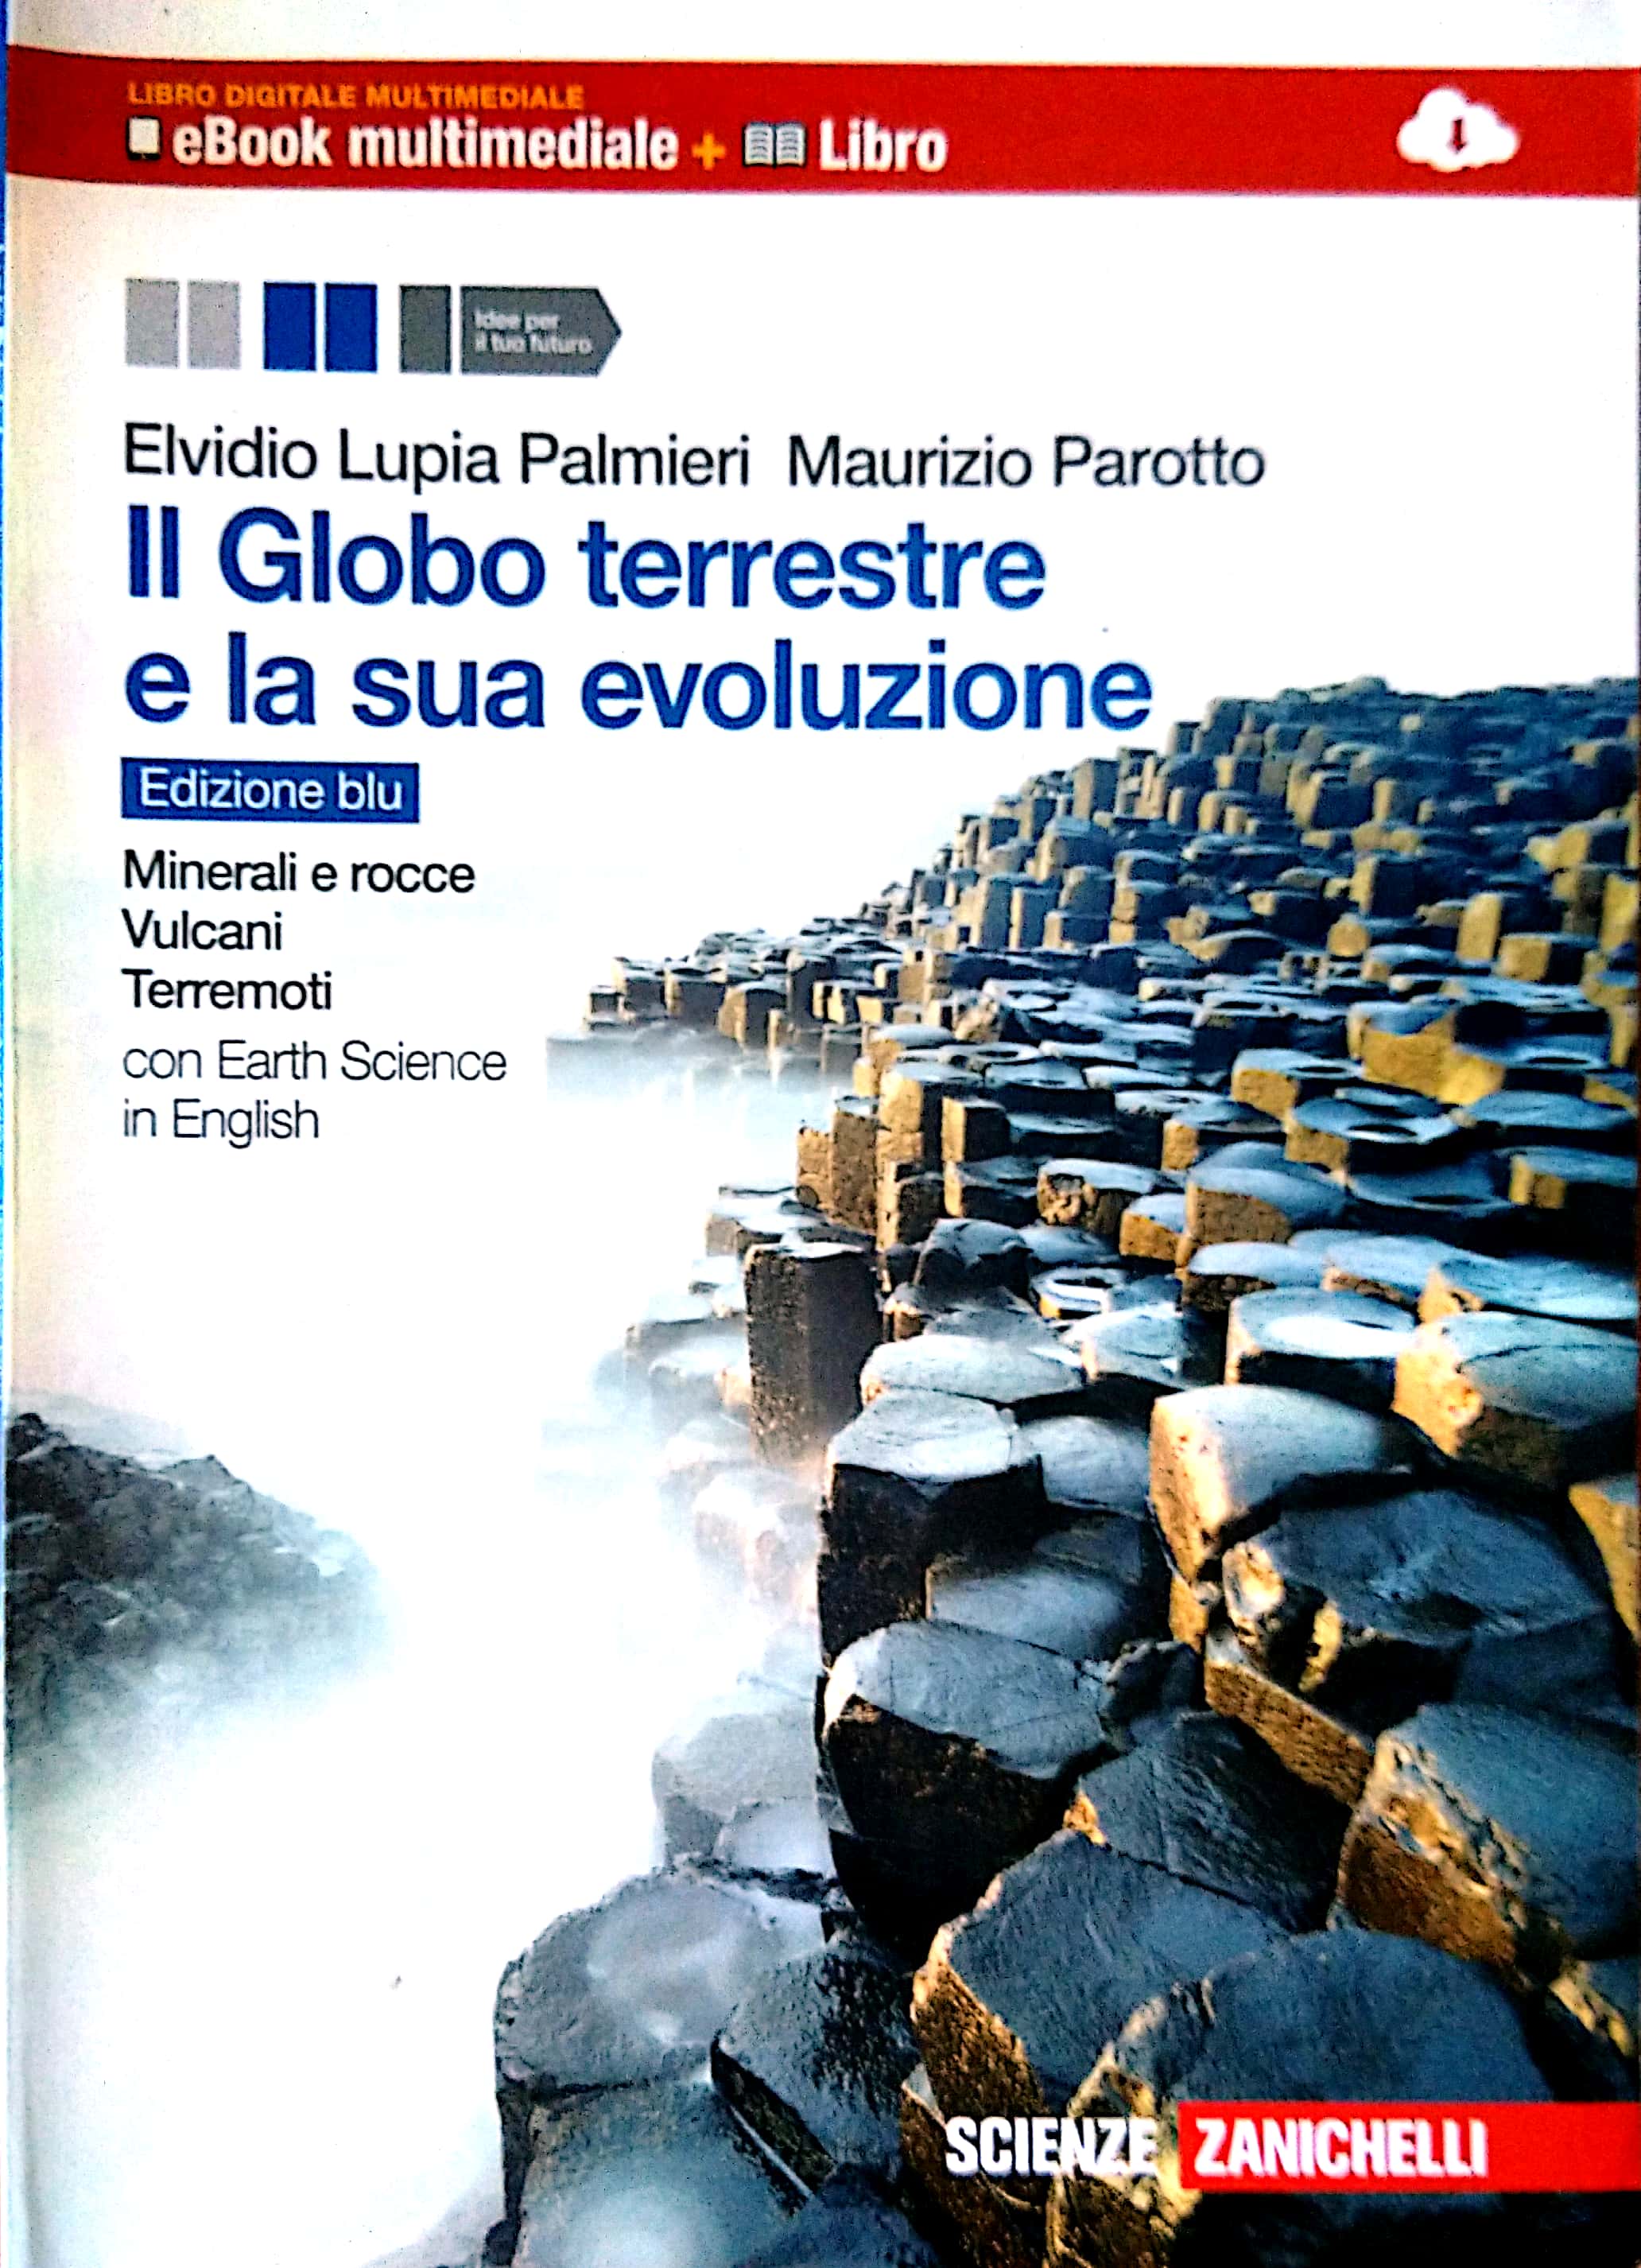 LIBRO DIGITALE MULTIMEDIALE
eBook multimediale + Libro
Idee per
il tuo futuro
Elvidio Lupia Palmieri Maurizio Parotto
Il Globo terrestre
e la sua evoluzione
Edizione blu
Minerali e rocce
Vulcani
Terremoti
con Earth Science
in English
SCIENZE ZANICHELLI